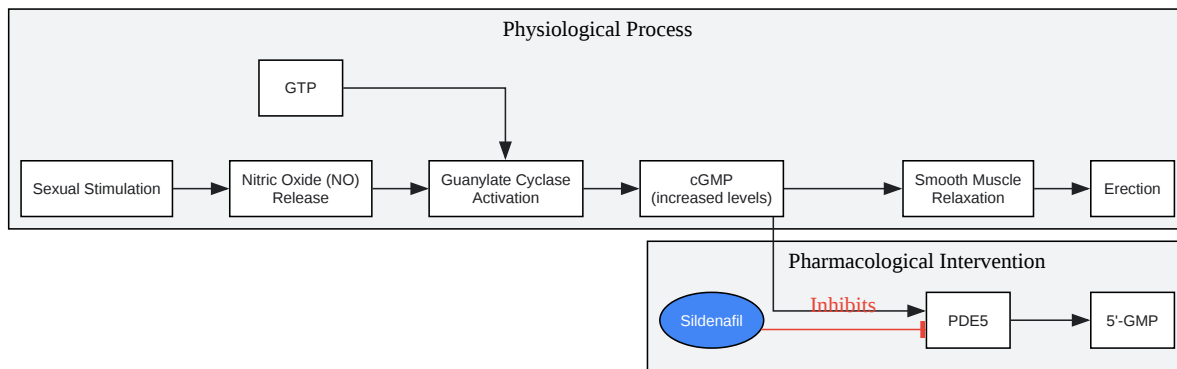 Physiological Process
GTP
Sexual Stimulation
Nitric Oxide (NO)
Release
Guanylate Cyclase
Activation
cGMP
(increased levels)
Smooth Muscle
Relaxation
Erection
Pharmacological Intervention
Sildenafil
Inhibits
PDE5
5'-GMP